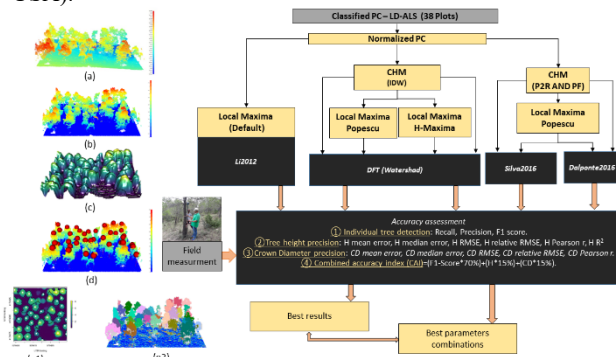 Classified PC – LD-ALS (38 Plots)
Normalized PC
CHM
(IDW)
CHM
(P2R AND PF)
Local Maxima
(Default)
Local Maxima
Popescu
Local Maxima
H-Maxima
Local Maxima
Popescu
Li2012
DFT (Watershad)
Silva2016
Dalponte2016
(a)
(b)
(c)
(d)
Field
measurment
Accuracy assessment
① Individual tree detection: Recall, Precision, F1 score.
② Tree height precision: H mean error, H median error, H RMSE, H relative RMSE, H Pearson r, H R²
③ Crown Diameter precision: CD mean error, CD median error, CD RMSE, CD relative RMSE, CD Pearson r.
④ Combined accuracy index (CAI)=(F1-Score*70%)+(H*15%)+(CD*15%).
Best results
Best parameters
combinations